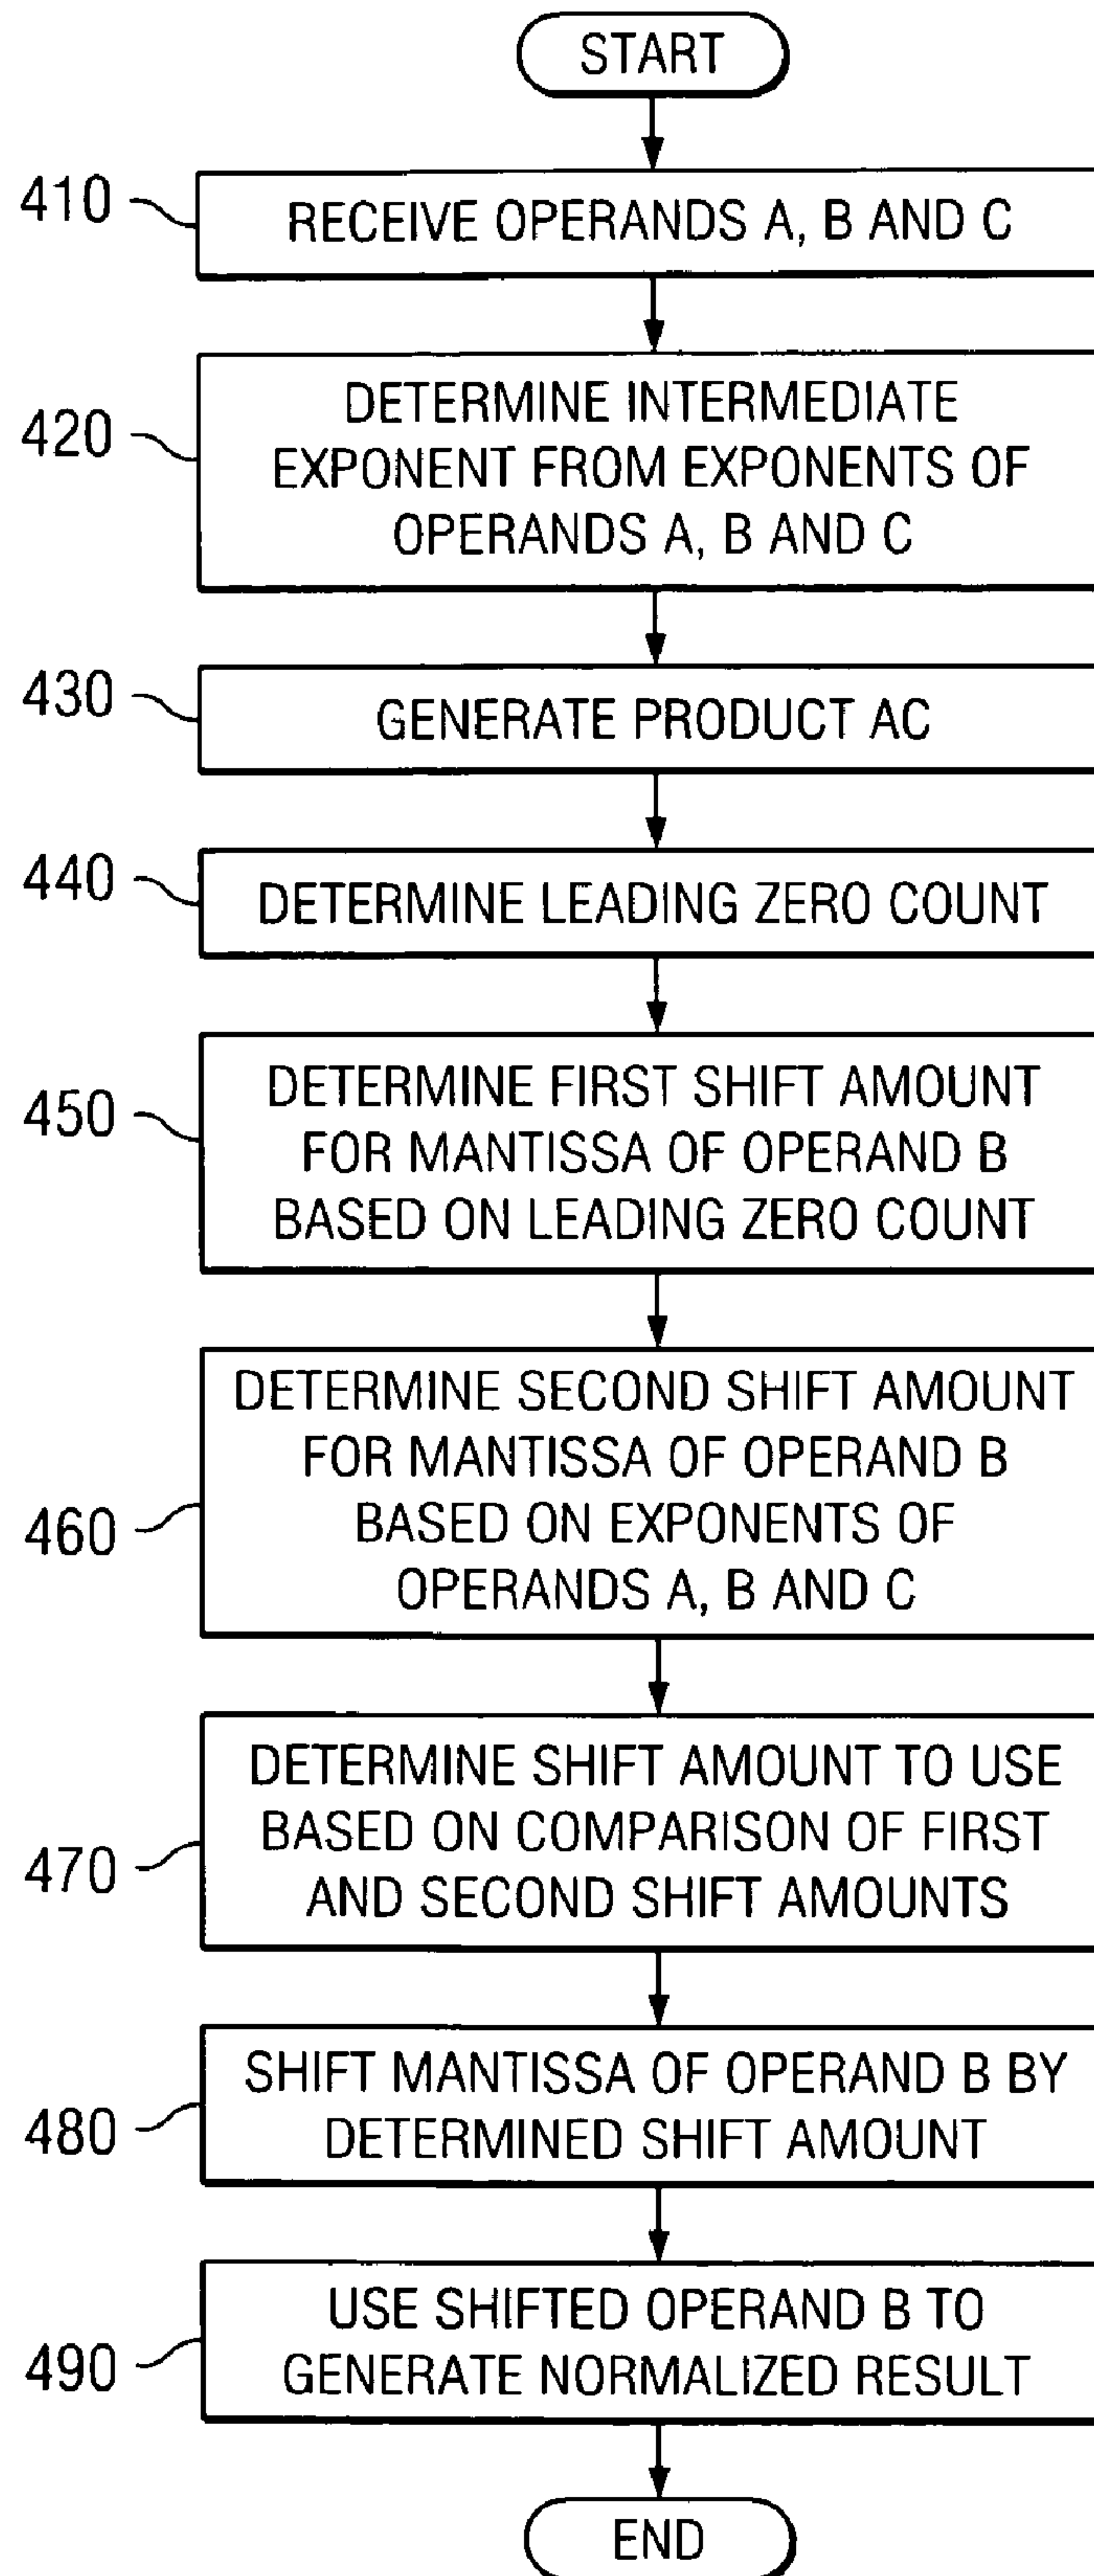 START
410
RECEIVE OPERANDS A, B AND C
420
DETERMINE INTERMEDIATE
EXPONENT FROM EXPONENTS OF
OPERANDS A, B AND C
430
GENERATE PRODUCT AC
440
DETERMINE LEADING ZERO COUNT
450
DETERMINE FIRST SHIFT AMOUNT
FOR MANTISSA OF OPERAND B
BASED ON LEADING ZERO COUNT
460
DETERMINE SECOND SHIFT AMOUNT
FOR MANTISSA OF OPERAND B
BASED ON EXPONENTS OF
OPERANDS A, B AND C
470
DETERMINE SHIFT AMOUNT TO USE
BASED ON COMPARISON OF FIRST
AND SECOND SHIFT AMOUNTS
480
SHIFT MANTISSA OF OPERAND B BY
DETERMINED SHIFT AMOUNT
490
USE SHIFTED OPERAND B TO
GENERATE NORMALIZED RESULT
END